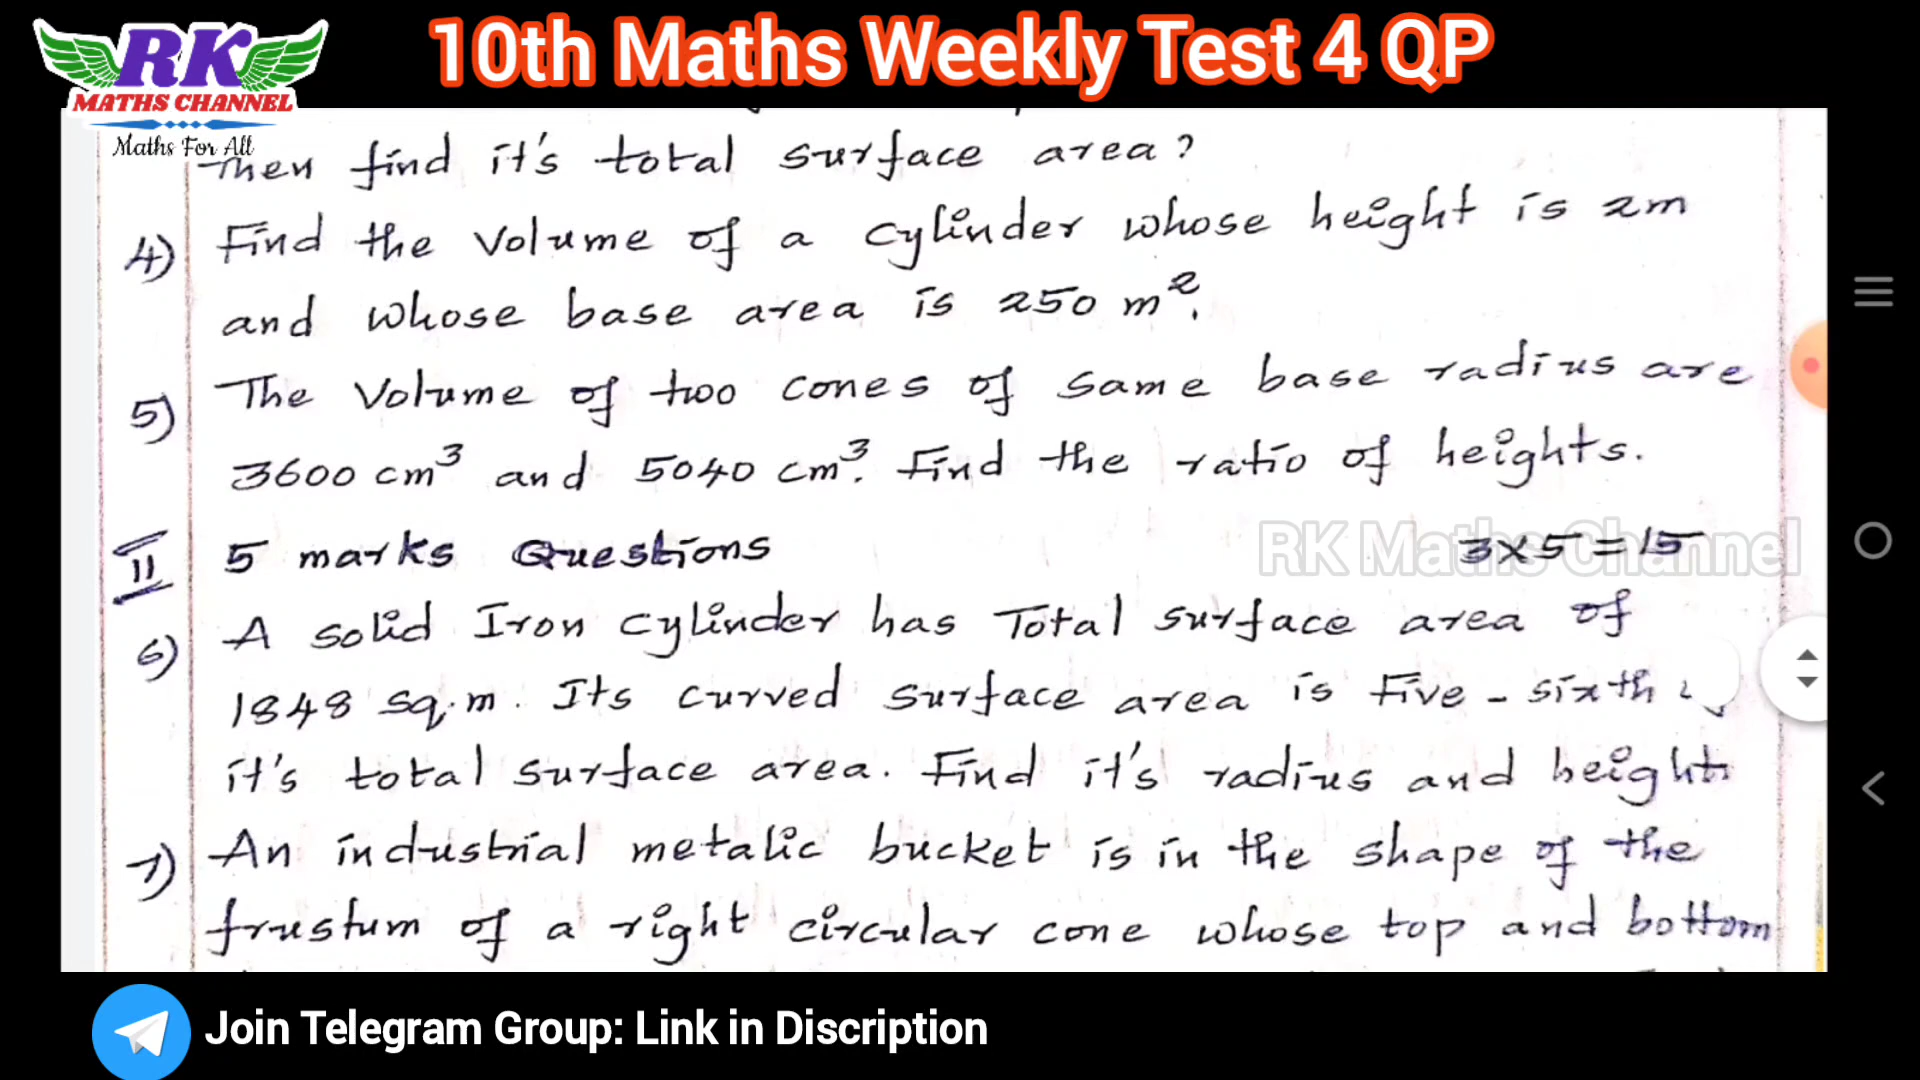 10th Maths Weekly Test 4 QP
RK
MATHS CHANNEL
Maths For All
Then find it's total surface area?
4) Find the Volume of a cylinder whose height is 2m
and whose base area is 250 m².
5) The Volume of two cones of same base radius are
3600 cm³ and 5040 cm³. Find the ratio of heights.
II 5 marks Questions 3x5=15
RK Maths Channel
6) A solid Iron cylinder has Total surface area of
1848 sq.m. Its curved surface area is Five - sixth
it's total surface area. Find it's radius and height.
7) An industrial metalic bucket is in the shape of the
frustum of a right circular cone whose top and bottom
Join Telegram Group: Link in Discription